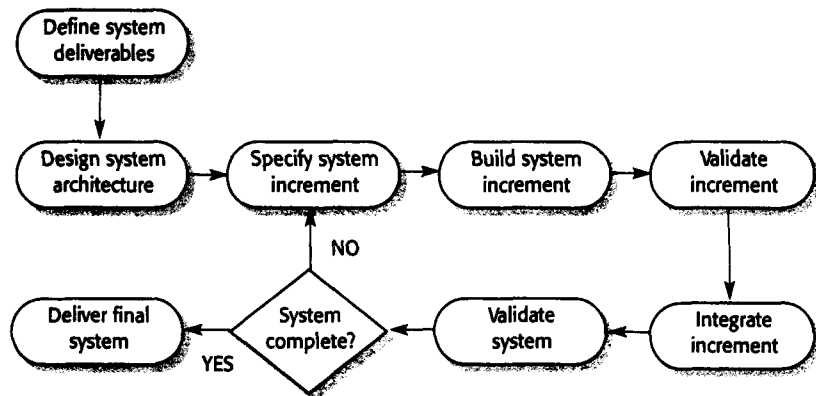 Define system
deliverables
Design system
architecture
Specify system
increment
Build system
increment
Validate
increment
NO
Deliver final
system
YES
System
complete?
Validate
system
Integrate
increment